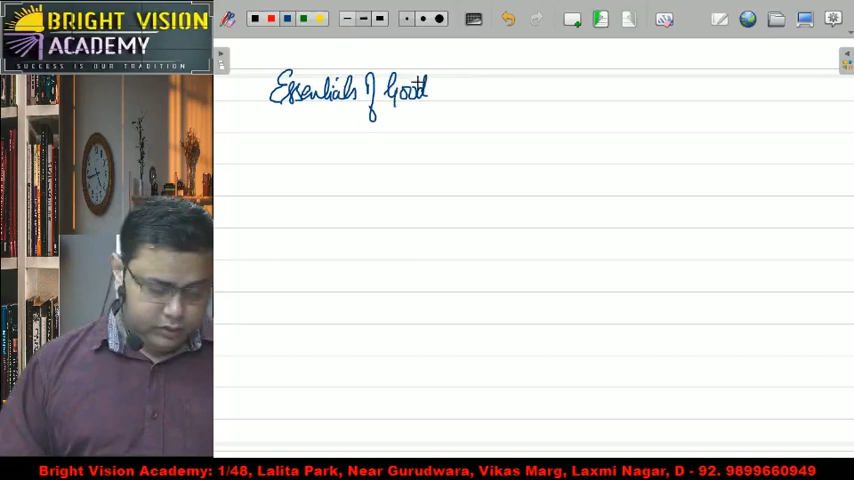 BRIGHT VISION
ACADEMY
SUCCESS IS OUR TRADITION
Essentials of Good
Bright Vision Academy: 1/48, Lalita Park, Near Gurudwara, Vikas Marg, Laxmi Nagar, D - 92. 9899660949